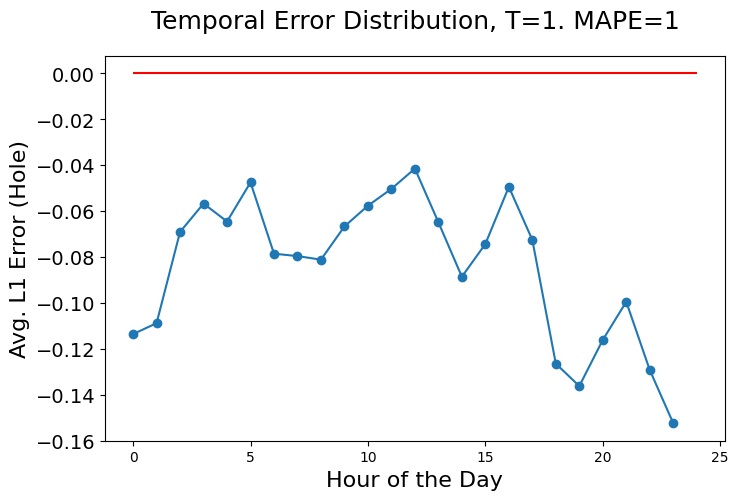 Temporal Error Distribution, T=1. MAPE=1
Avg. L1 Error (Hole)
0.00
−0.02
−0.04
−0.06
−0.08
−0.10
−0.12
−0.14
−0.16
0 5 10 15 20 25
Hour of the Day